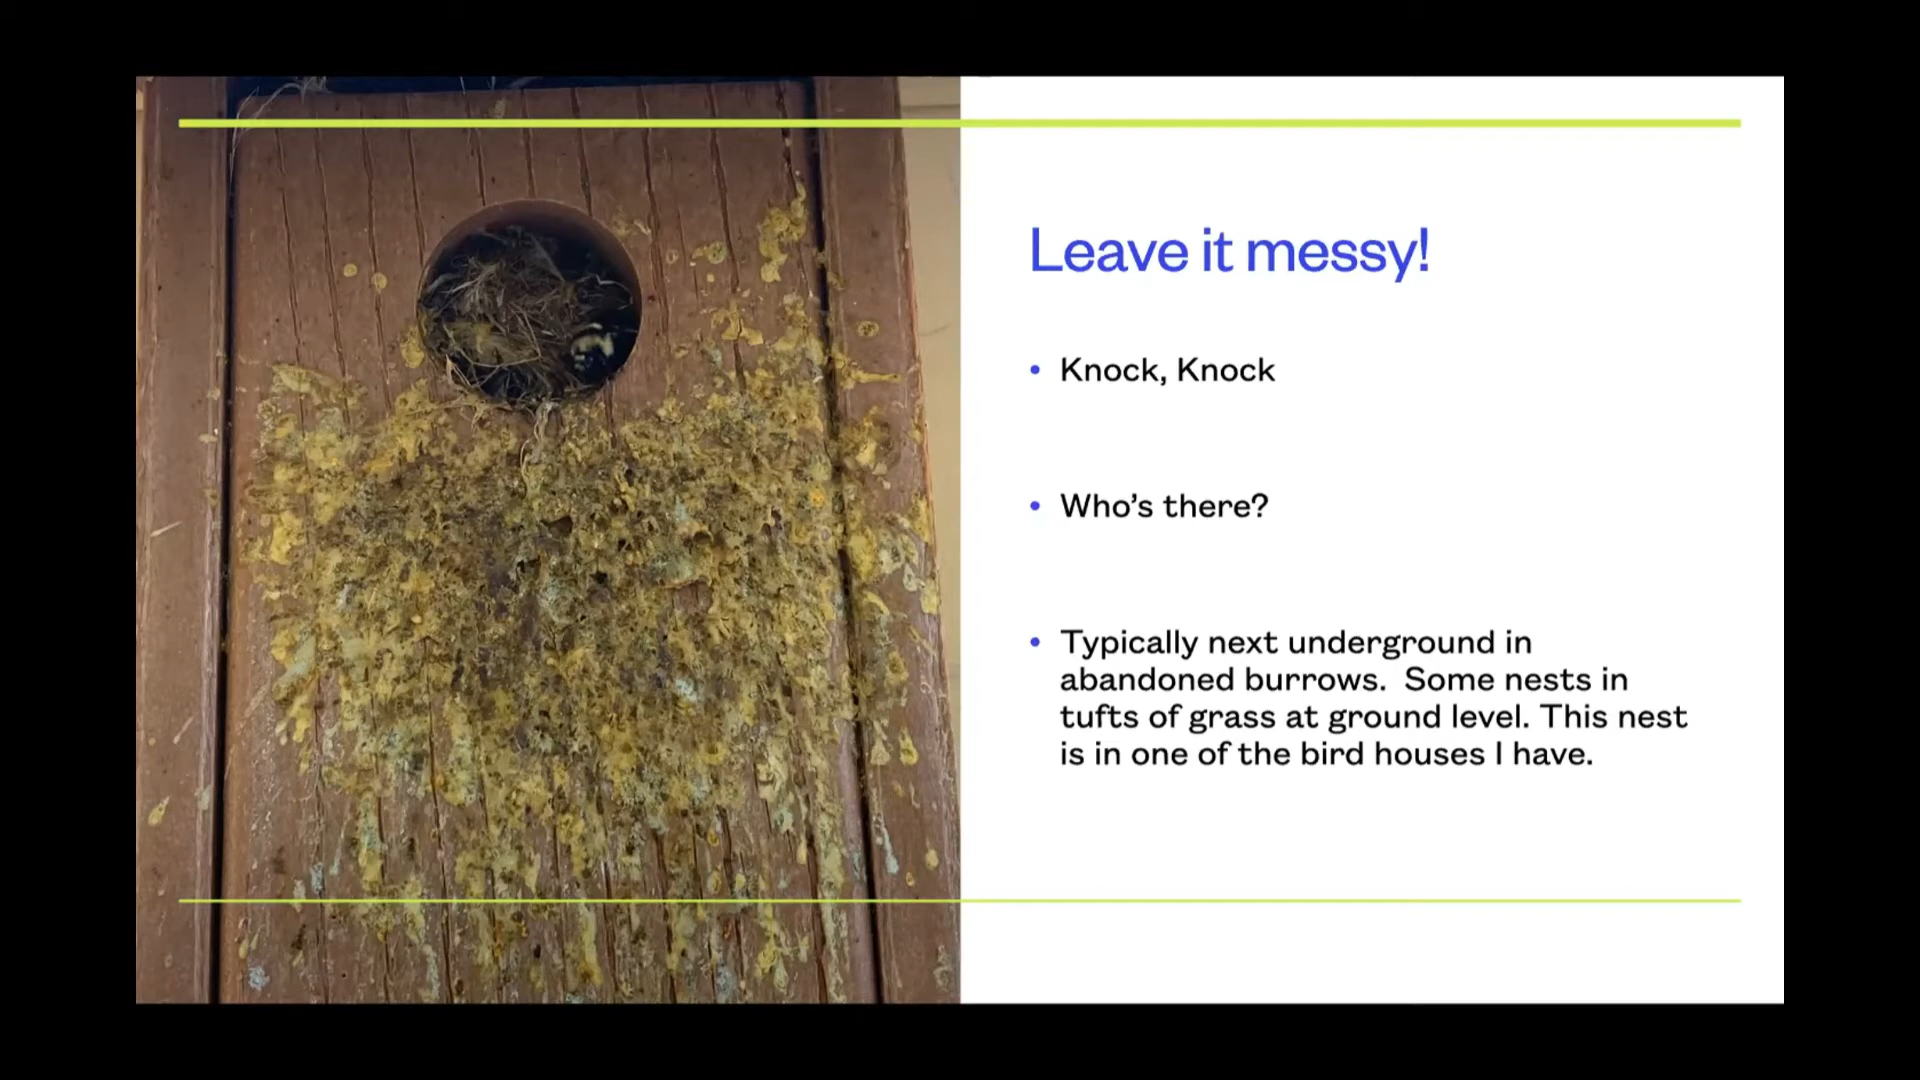 Leave it messy!
• Knock, Knock
• Who’s there?
• Typically next underground in
abandoned burrows.  Some nests in
tufts of grass at ground level. This nest
is in one of the bird houses I have.